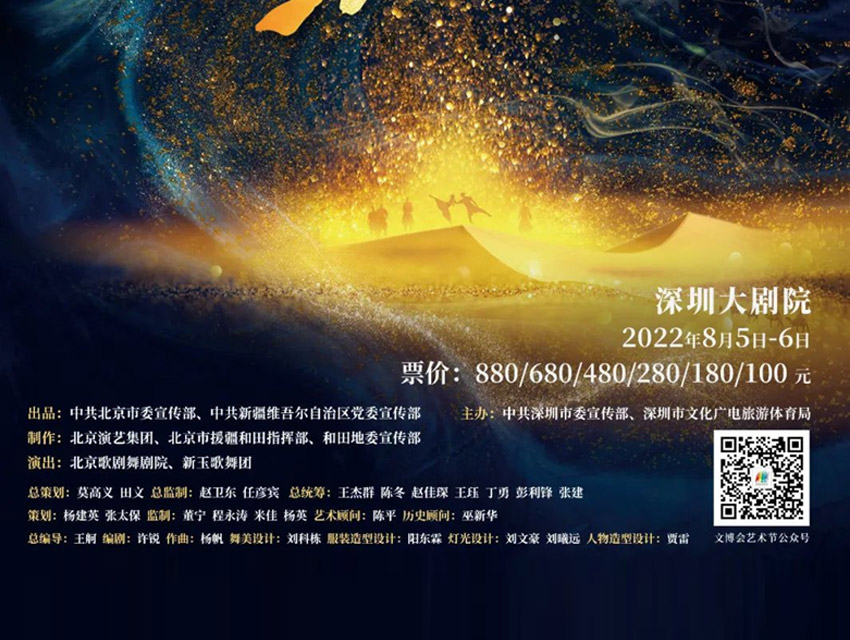 深圳大剧院
2022年8月5日-6日
票价：880/680/480/280/180/100 元
出品：中共北京市委宣传部、中共新疆维吾尔自治区党委宣传部
主办：中共深圳市委宣传部、深圳市文化广电旅游体育局
制作：北京演艺集团、北京市援疆和田指挥部、和田地委宣传部
演出：北京歌剧舞剧院、新玉歌舞团
总策划：莫高义 田文 总监制：赵卫东 任彦宾 总统筹：王杰群 陈冬 赵佳琛 王珏 丁勇 彭利锋 张建
策划：杨建英 张太保 监制：董宁 程永涛 米佳 杨英 艺术顾问：陈平 历史顾问：巫新华
总编导：王舸 编剧：许锐 作曲：杨帆 舞美设计：刘科栋 服装造型设计：阳东霖 灯光设计：刘文豪 刘曦远 人物造型设计：贾雷
文博会艺术节公众号